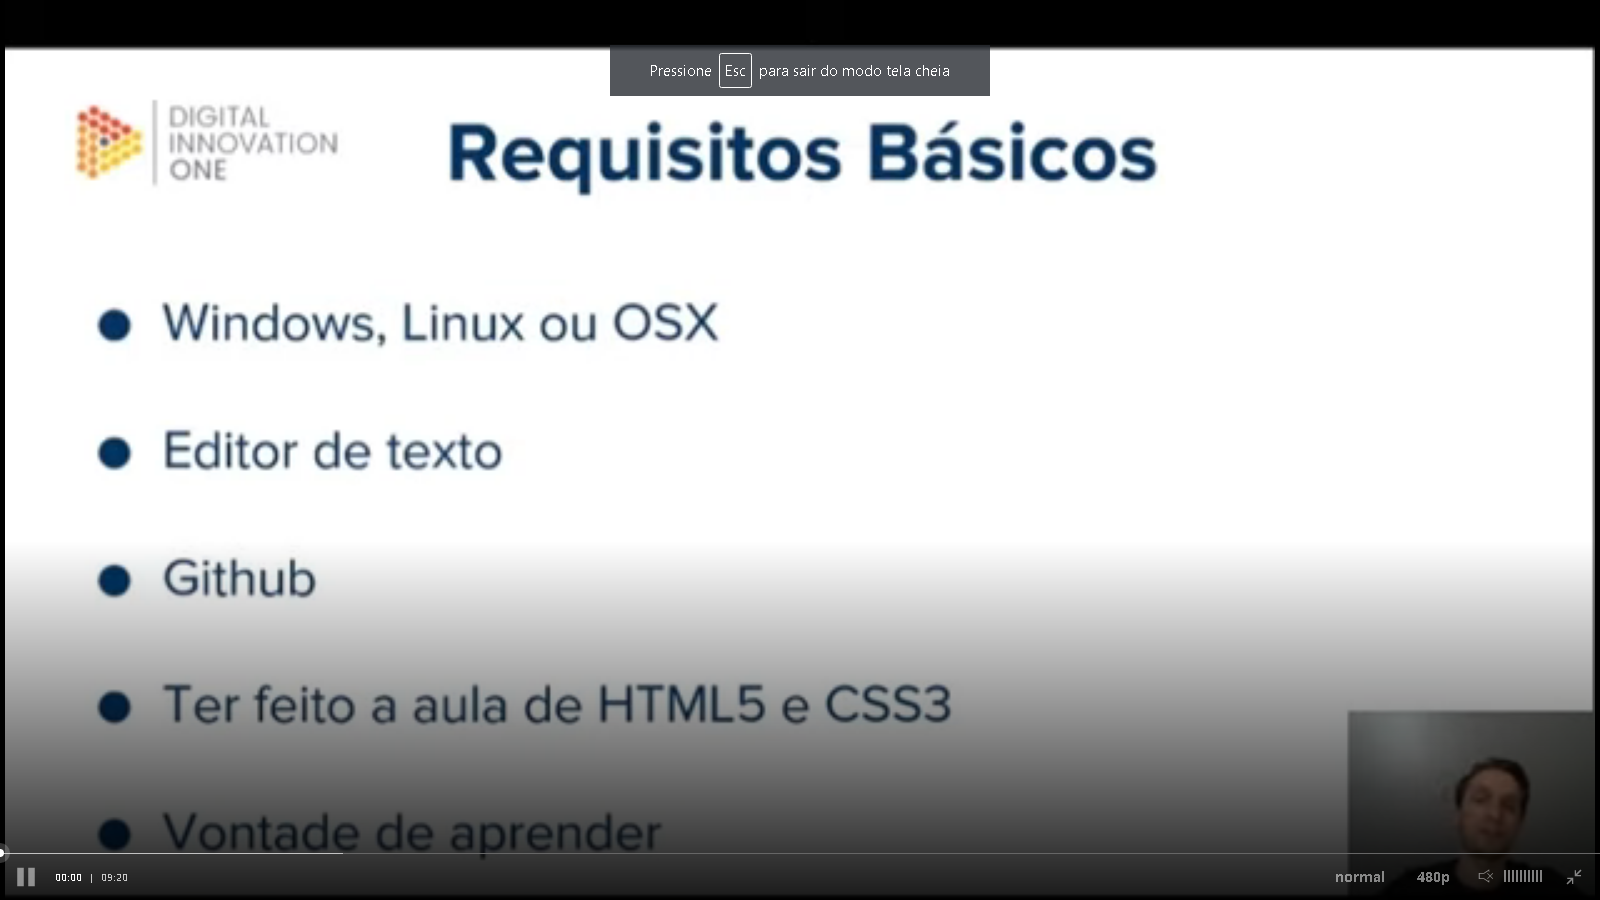 Pressione Esc para sair do modo tela cheia
DIGITAL
INNOVATION
ONE
Requisitos Básicos
Windows, Linux ou OSX
Editor de texto
Github
Ter feito a aula de HTML5 e CSS3
Vontade de aprender
00:00 | 09:20
normal 480p